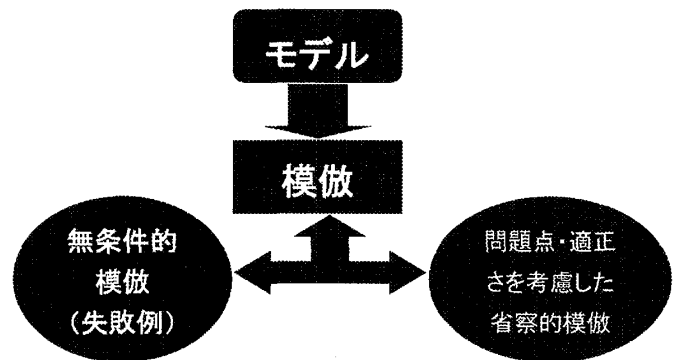 モデル
模倣
無条件的
模倣
(失敗例)
問題点・適正
さを考慮した
省察的模倣